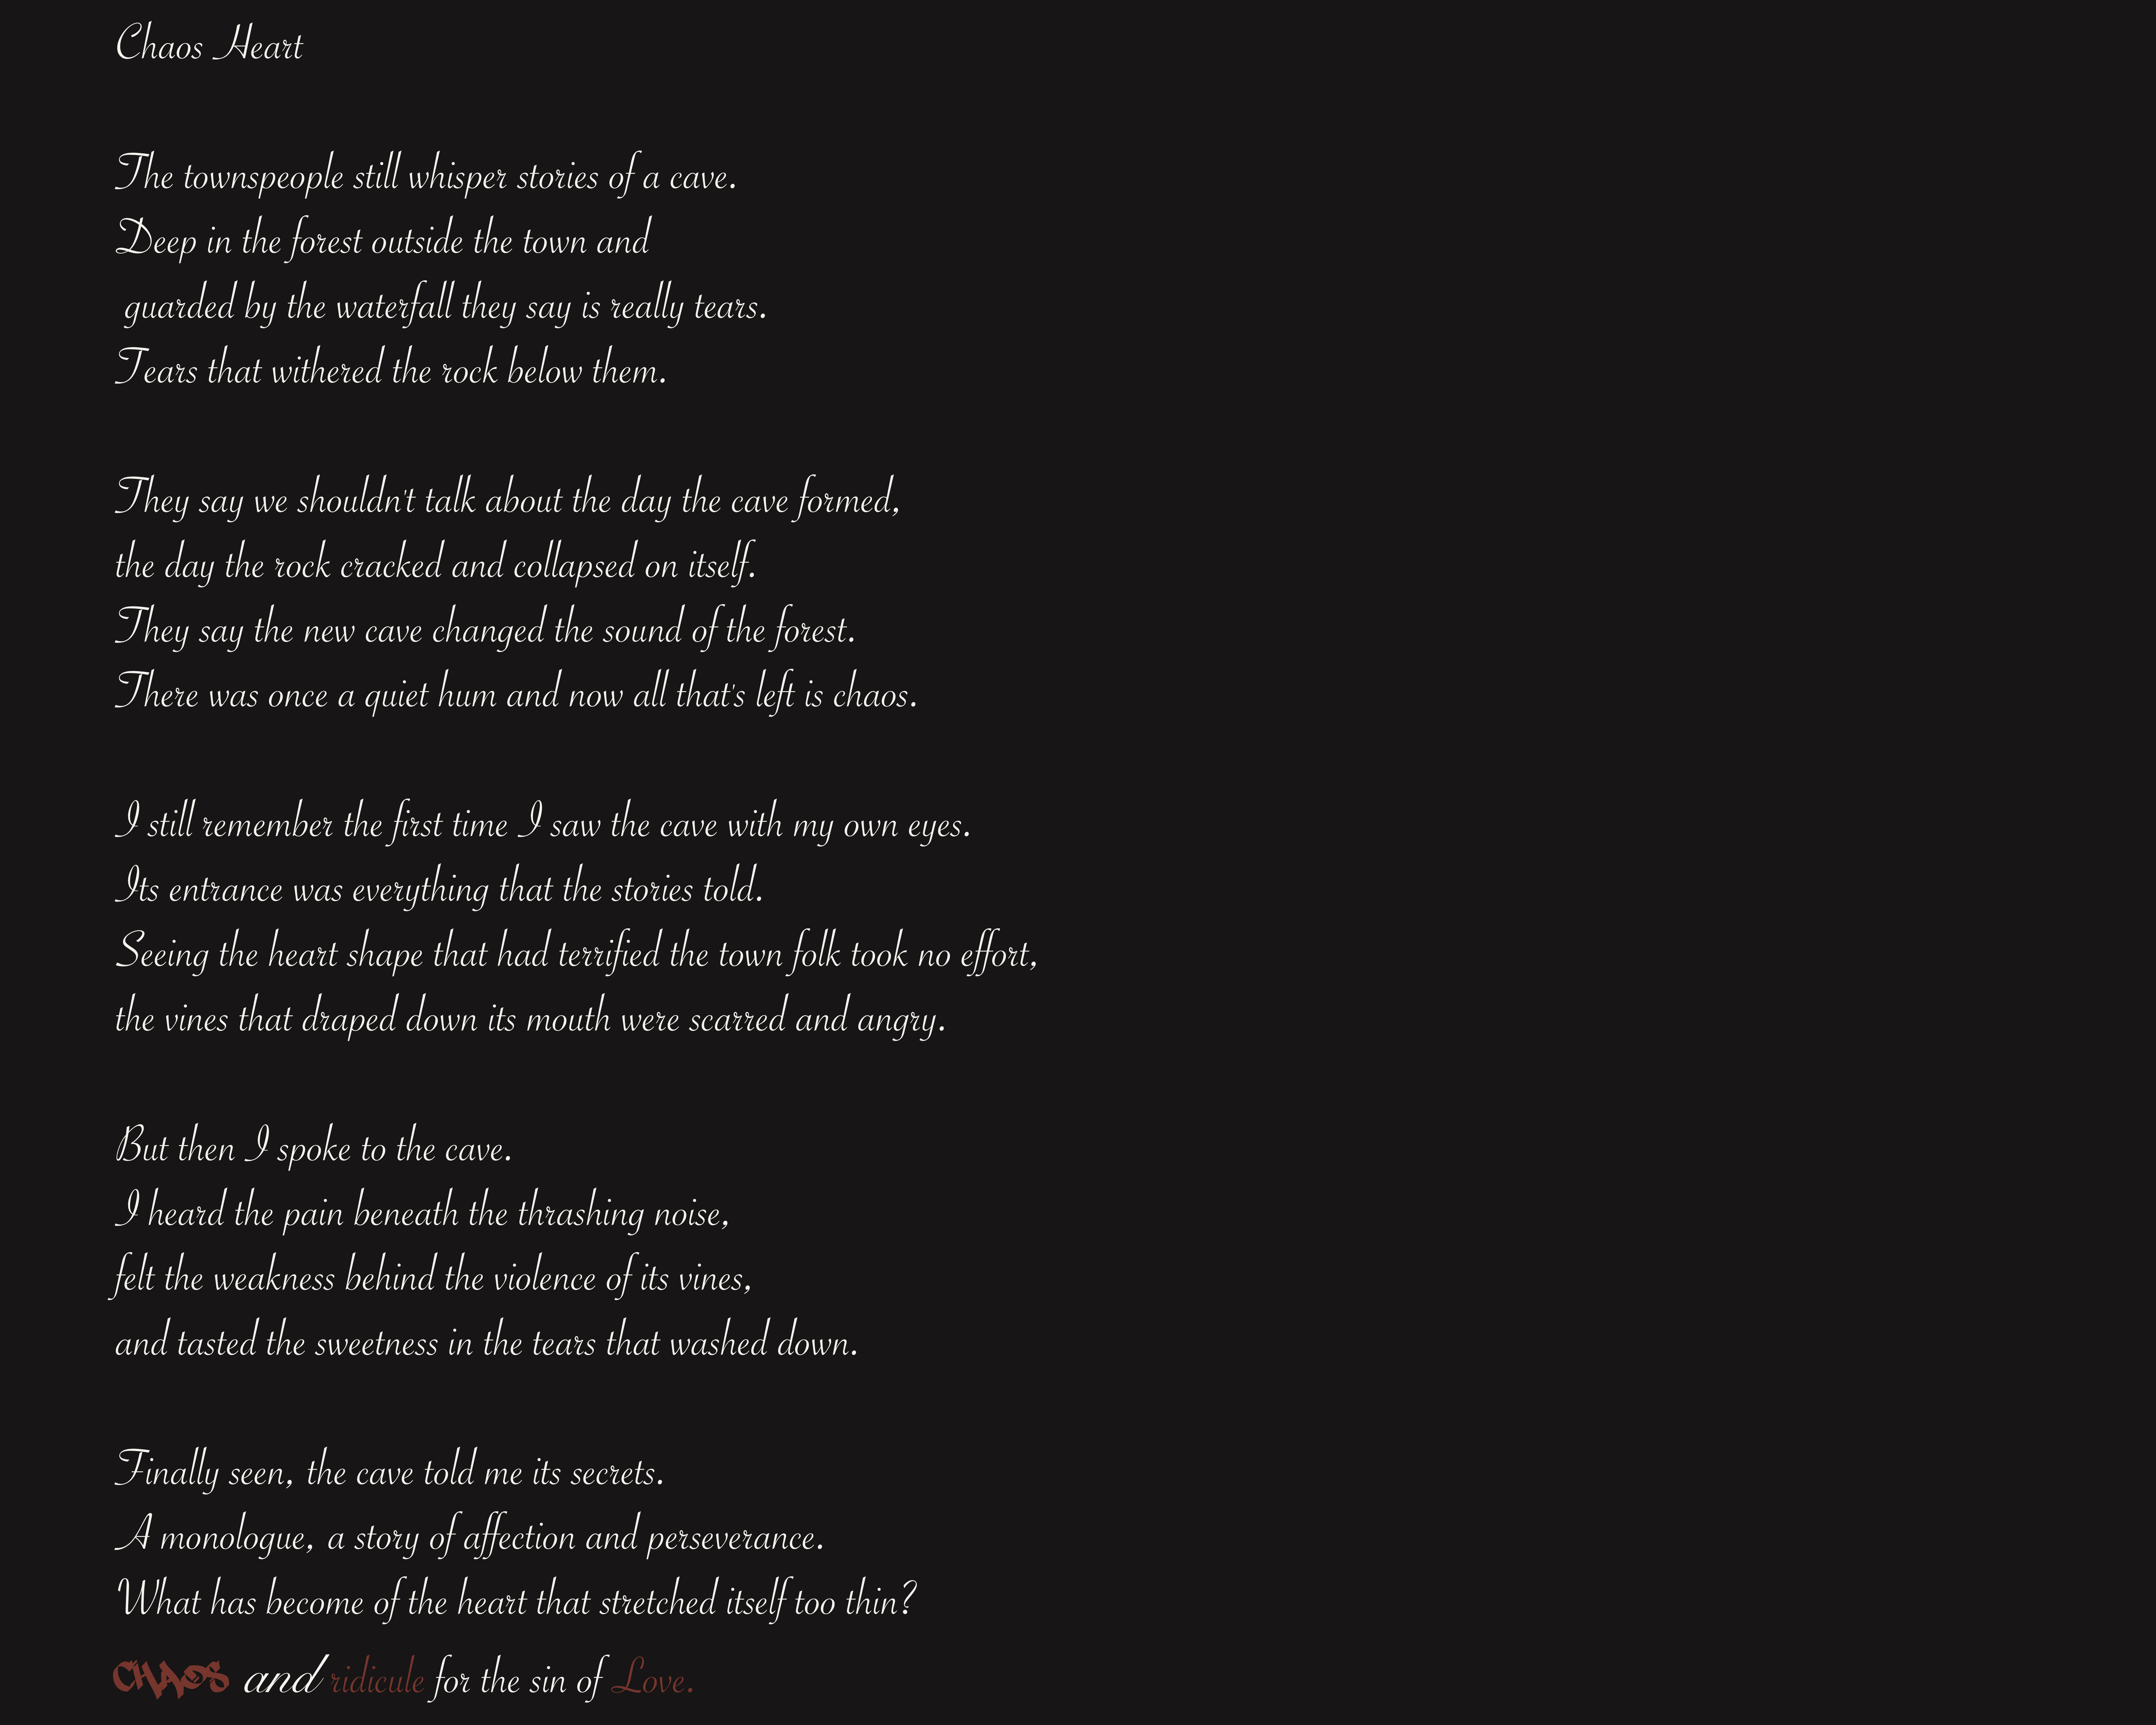 Chaos Heart
The townspeople still whisper stories of a cave.
Deep in the forest outside the town and
guarded by the waterfall they say is really tears.
Tears that withered the rock below them.
They say we shouldn't talk about the day the cave formed,
the day the rock cracked and collapsed on itself.
They say the new cave changed the sound of the forest.
There was once a quiet hum and now all that's left is chaos.
I still remember the first time I saw the cave with my own eyes.
Its entrance was everything that the stories told.
Seeing the heart shape that had terrified the town folk took no effort,
the vines that draped down its mouth were scarred and angry.
But then I spoke to the cave.
I heard the pain beneath the thrashing noise,
felt the weakness behind the violence of its vines,
and tasted the sweetness in the tears that washed down.
Finally seen, the cave told me its secrets.
A monologue, a story of affection and perseverance.
What has become of the heart that stretched itself too thin?
CHAOS and ridicule for the sin of Love.